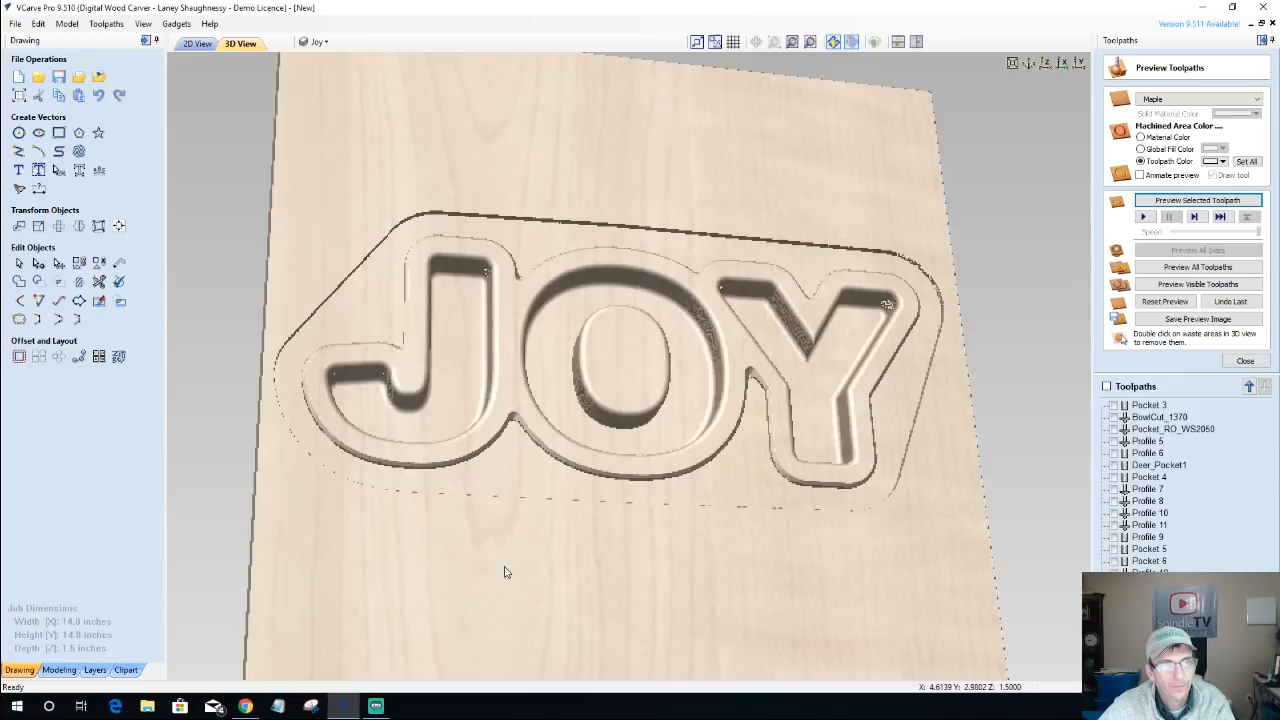 VCarve Pro 9.510 {Digital Wood Carver - Laney Shaughnessy - Demo Licence} - [New]
File Edit Model Toolpaths View Gadgets Help
Version 9.511 Available!
Drawing
2D View 3D View Joy
Toolpaths
File Operations
Create Vectors
Transform Objects
Edit Objects
Offset and Layout
Job Dimensions
Width (X): 14.0 inches
Height (Y): 14.0 inches
Depth (Z): 1.5 inches
Drawing Modeling Layers Clipart
Ready
JOY
X: 4.6139 Y: 2.9802 Z: 1.5000
Preview Toolpaths
Maple
Solid Material Color
Machined Area Color ....
Material Color
Global Fill Color
Toolpath Color Set All
Animate preview Draw tool
Preview Selected Toolpath
Speed
Preview All Sides
Preview All Toolpaths
Preview Visible Toolpaths
Reset Preview Undo Last
Save Preview Image
Double click on waste areas in 3D view
to remove them.
Close
Toolpaths
Pocket 3
BowlCut_1370
Pocket_RO_WS2050
Profile 5
Profile 6
Deer_Pocket1
Pocket 4
Profile 7
Profile 8
Profile 10
Profile 11
Profile 9
Pocket 5
Pocket 6
SpindleTV